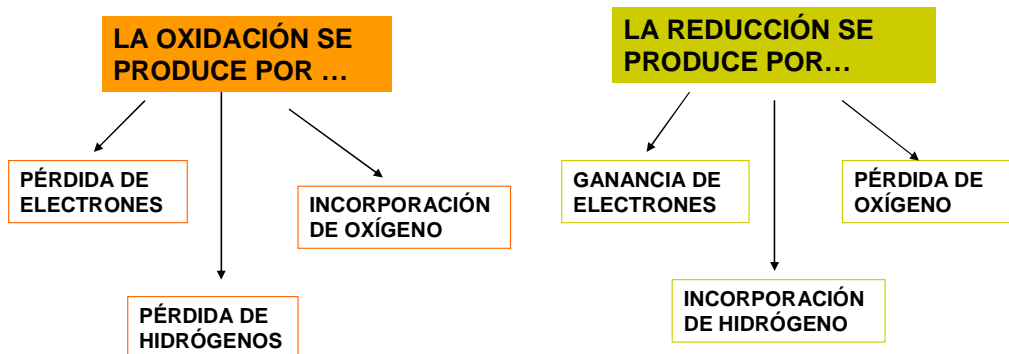 LA OXIDACIÓN SE
PRODUCE POR …
LA REDUCCIÓN SE
PRODUCE POR…
PÉRDIDA DE
ELECTRONES
INCORPORACIÓN
DE OXÍGENO
PÉRDIDA DE
HIDRÓGENOS
GANANCIA DE
ELECTRONES
PÉRDIDA DE
OXÍGENO
INCORPORACIÓN
DE HIDRÓGENO